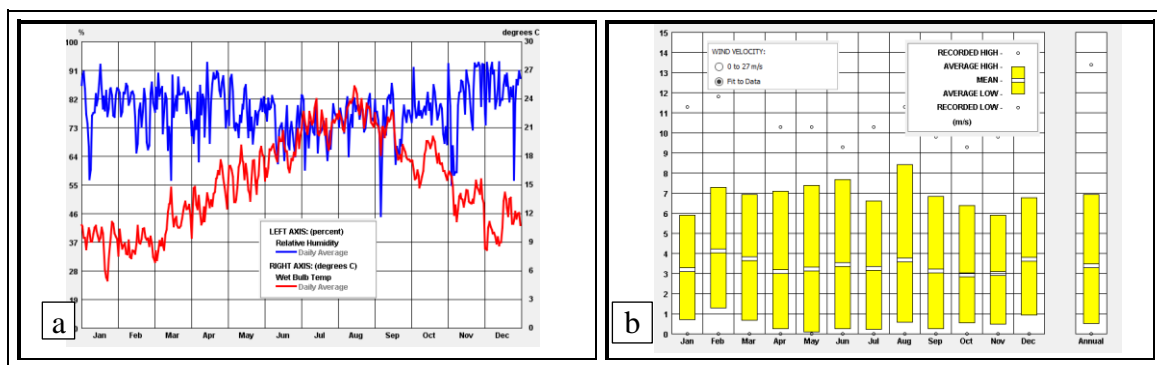 % degrees C
100 30
91 27
82 24
73 21
64 18
55 15
46 12
37 9
28 6
19 3
0
LEFT AXIS: (percent)
Relative Humidity
Daily Average
RIGHT AXIS: (degrees C)
Wet Bulb Temp
Daily Average
Jan Feb Mar Apr May Jun Jul Aug Sep Oct Nov Dec
a
15
14
13
12
11
10
9
8
7
6
5
4
3
2
1
0
WIND VELOCITY:
0 to 27 m/s
Fit to Data
RECORDED HIGH -
AVERAGE HIGH -
MEAN -
AVERAGE LOW -
RECORDED LOW -
(m/s)
Jan Feb Mar Apr May Jun Jul Aug Sep Oct Nov Dec Annual
b